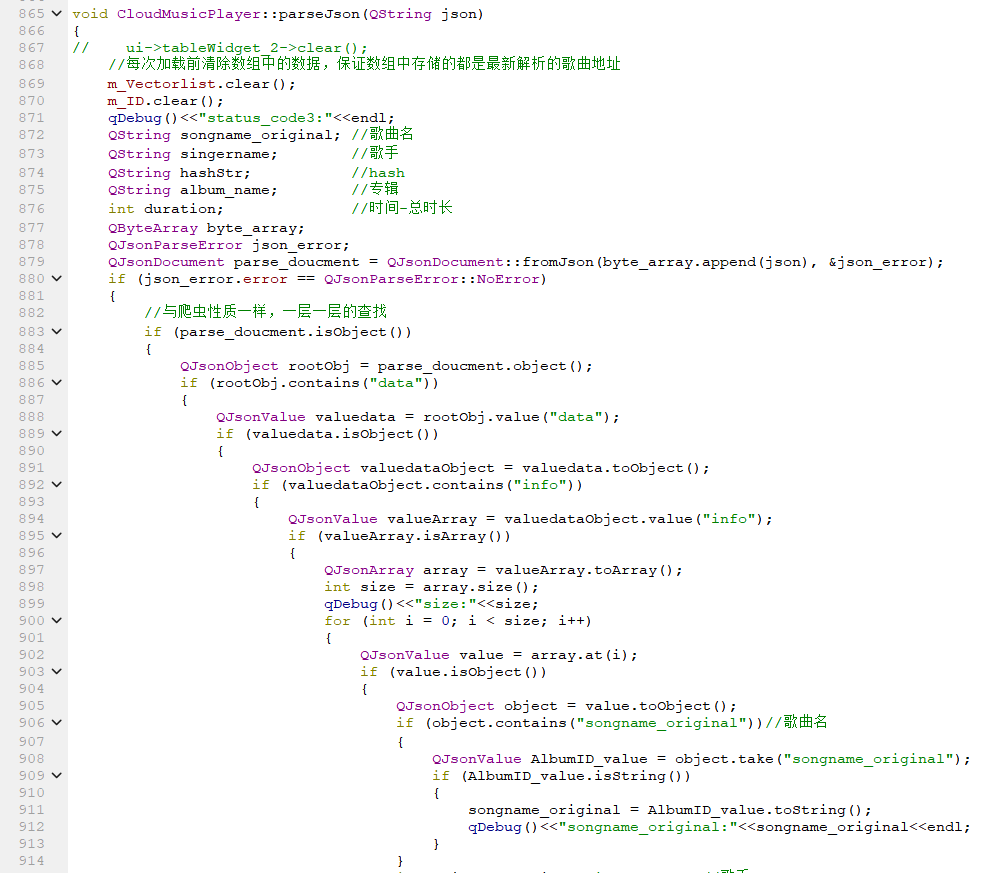 865 void CloudMusicPlayer::parseJson(QString json)
866 {
867 //    ui->tableWidget_2->clear();
868     //每次加载前清除数组中的数据，保证数组中存储的都是最新解析的歌曲地址
869     m_Vectorlist.clear();
870     m_ID.clear();
871     qDebug()<<"status_code3:"<<endl;
872     QString songname_original; //歌曲名
873     QString singername;        //歌手
874     QString hashStr;           //hash
875     QString album_name;        //专辑
876     int duration;              //时间-总时长
877     QByteArray byte_array;
878     QJsonParseError json_error;
879     QJsonDocument parse_doucment = QJsonDocument::fromJson(byte_array.append(json), &json_error);
880     if (json_error.error == QJsonParseError::NoError)
881     {
882         //与爬虫性质一样，一层一层的查找
883         if (parse_doucment.isObject())
884         {
885             QJsonObject rootObj = parse_doucment.object();
886             if (rootObj.contains("data"))
887             {
888                 QJsonValue valuedata = rootObj.value("data");
889                 if (valuedata.isObject())
890                 {
891                     QJsonObject valuedataObject = valuedata.toObject();
892                     if (valuedataObject.contains("info"))
893                     {
894                         QJsonValue valueArray = valuedataObject.value("info");
895                         if (valueArray.isArray())
896                         {
897                             QJsonArray array = valueArray.toArray();
898                             int size = array.size();
899                             qDebug()<<"size:"<<size;
900                             for (int i = 0; i < size; i++)
901                             {
902                                 QJsonValue value = array.at(i);
903                                 if (value.isObject())
904                                 {
905                                     QJsonObject object = value.toObject();
906                                     if (object.contains("songname_original"))//歌曲名
907                                     {
908                                         QJsonValue AlbumID_value = object.take("songname_original");
909                                         if (AlbumID_value.isString())
910                                         {
911                                             songname_original = AlbumID_value.toString();
912                                             qDebug()<<"songname_original:"<<songname_original<<endl;
913                                         }
914                                     }